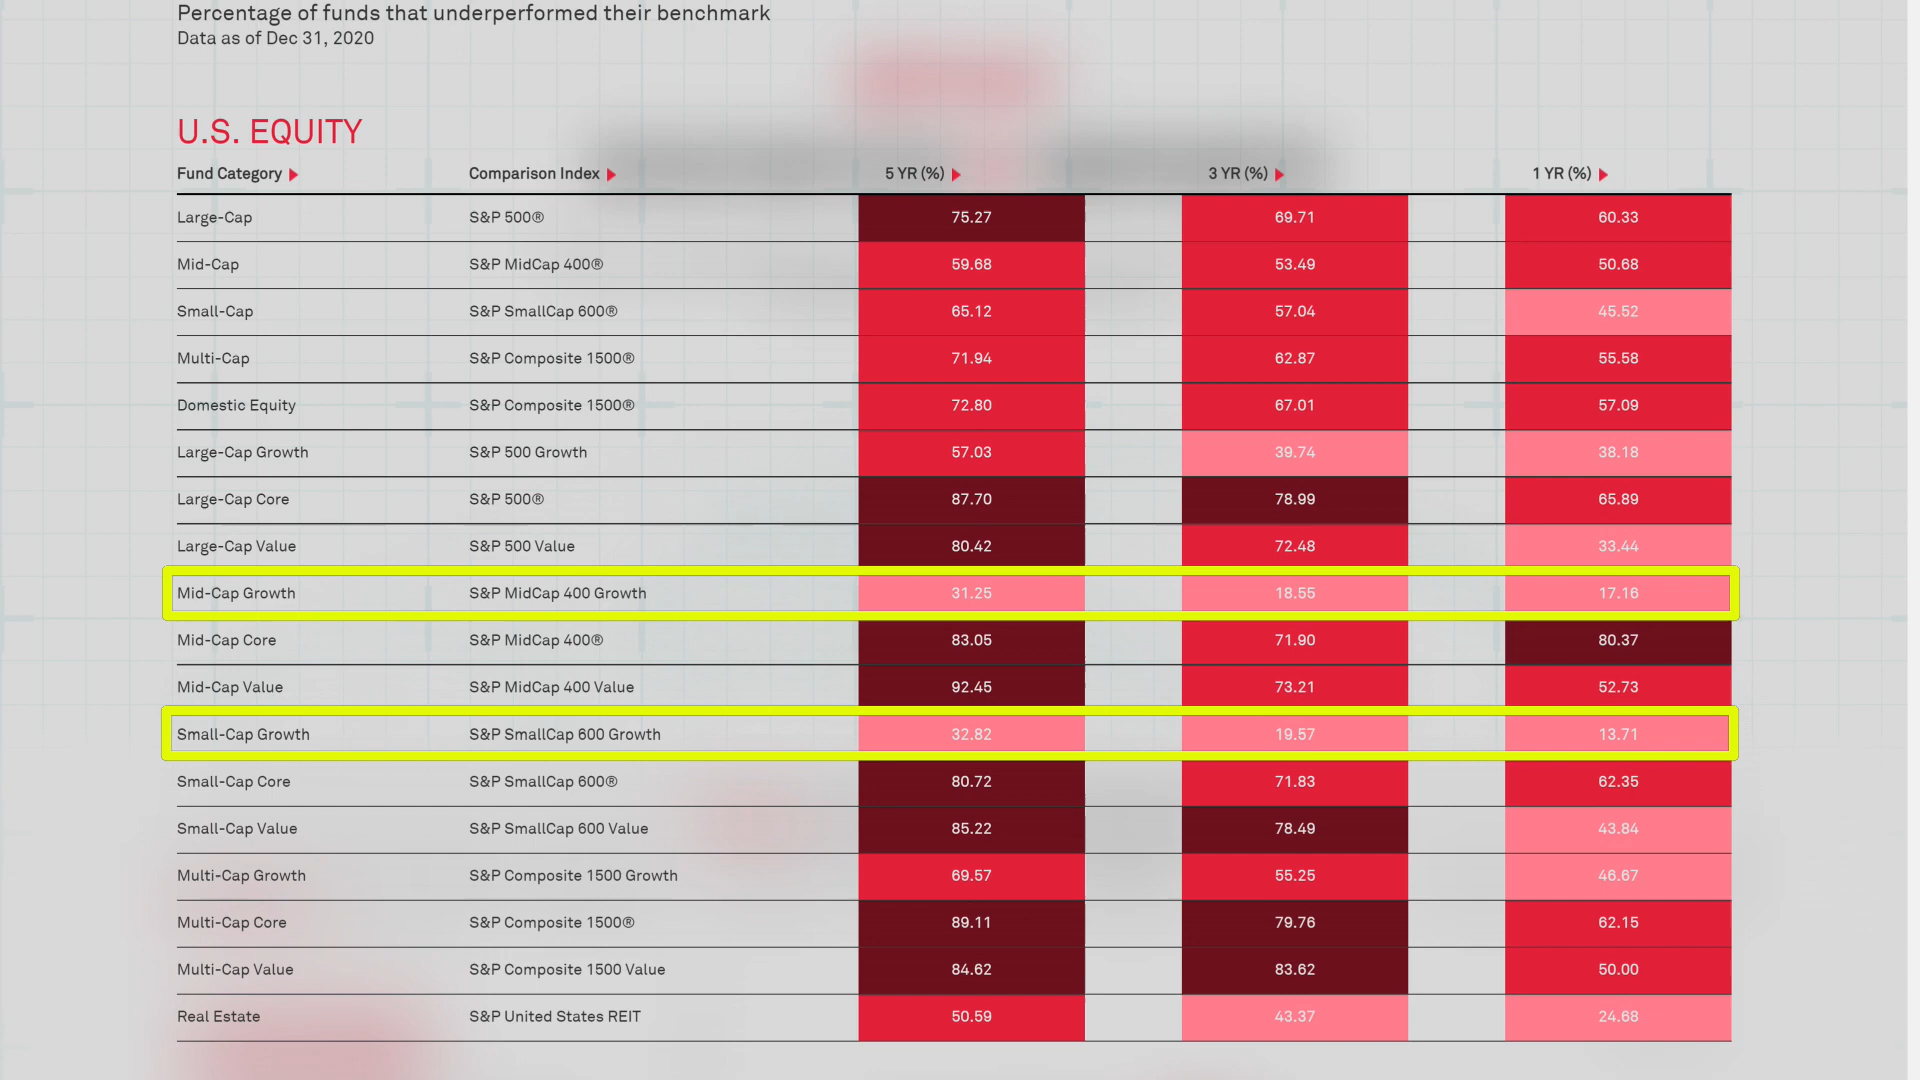 Percentage of funds that underperformed their benchmark
Data as of Dec 31, 2020
U.S. EQUITY
Fund Category Comparison Index 5 YR (%) 3 YR (%) 1 YR (%)
Large-Cap S&P 500® 75.27 69.71 60.33
Mid-Cap S&P MidCap 400® 59.68 53.49 50.68
Small-Cap S&P SmallCap 600® 65.12 57.04 45.52
Multi-Cap S&P Composite 1500® 71.94 62.87 55.58
Domestic Equity S&P Composite 1500® 72.80 67.01 57.09
Large-Cap Growth S&P 500 Growth 57.03 39.74 38.18
Large-Cap Core S&P 500® 87.70 78.99 65.89
Large-Cap Value S&P 500 Value 80.42 72.48 33.44
Mid-Cap Growth S&P MidCap 400 Growth 31.25 18.55 17.16
Mid-Cap Core S&P MidCap 400® 83.05 71.90 80.37
Mid-Cap Value S&P MidCap 400 Value 92.45 73.21 52.73
Small-Cap Growth S&P SmallCap 600 Growth 32.82 19.57 13.71
Small-Cap Core S&P SmallCap 600® 80.72 71.83 62.35
Small-Cap Value S&P SmallCap 600 Value 85.22 78.49 43.84
Multi-Cap Growth S&P Composite 1500 Growth 69.57 55.25 46.67
Multi-Cap Core S&P Composite 1500® 89.11 79.76 62.15
Multi-Cap Value S&P Composite 1500 Value 84.62 83.62 50.00
Real Estate S&P United States REIT 50.59 43.37 24.68